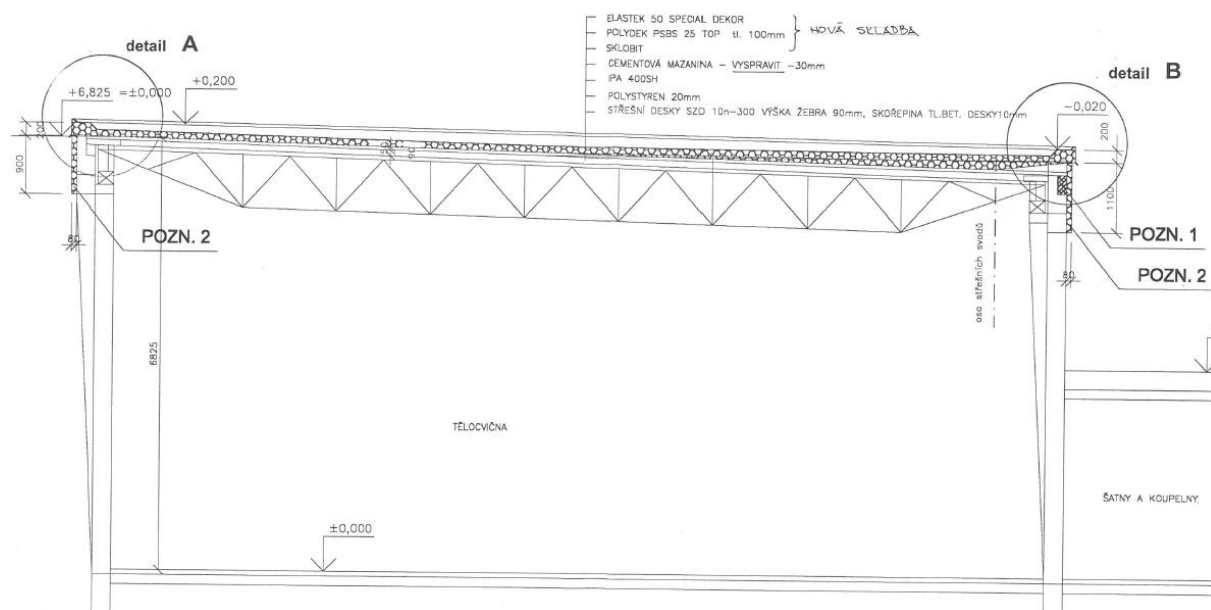 ELASTEK 50 SPECIAL DEKOR
POLYDEK PSBS 25 TOP tl. 100mm
SKLOBIT
NOVÁ SKLADBA
CEMENTOVÁ MAZANINA – VYSPRAVIT –30mm
IPA 400SH
POLYSTYREN 20mm
STŘEŠNÍ DESKY SZD 10n–300 VÝŠKA ŽEBRA 90mm, SKOŘEPINA TL.BET. DESKY10mm
detail A
detail B
+6,825 =±0,000
+0,200
-0,020
200
900
200
1100
80
POZN. 2
POZN. 1
80
POZN. 2
osa střešních svodů
6825
TĚLOCVIČNA
ŠATNY A KOUPELNY
±0,000